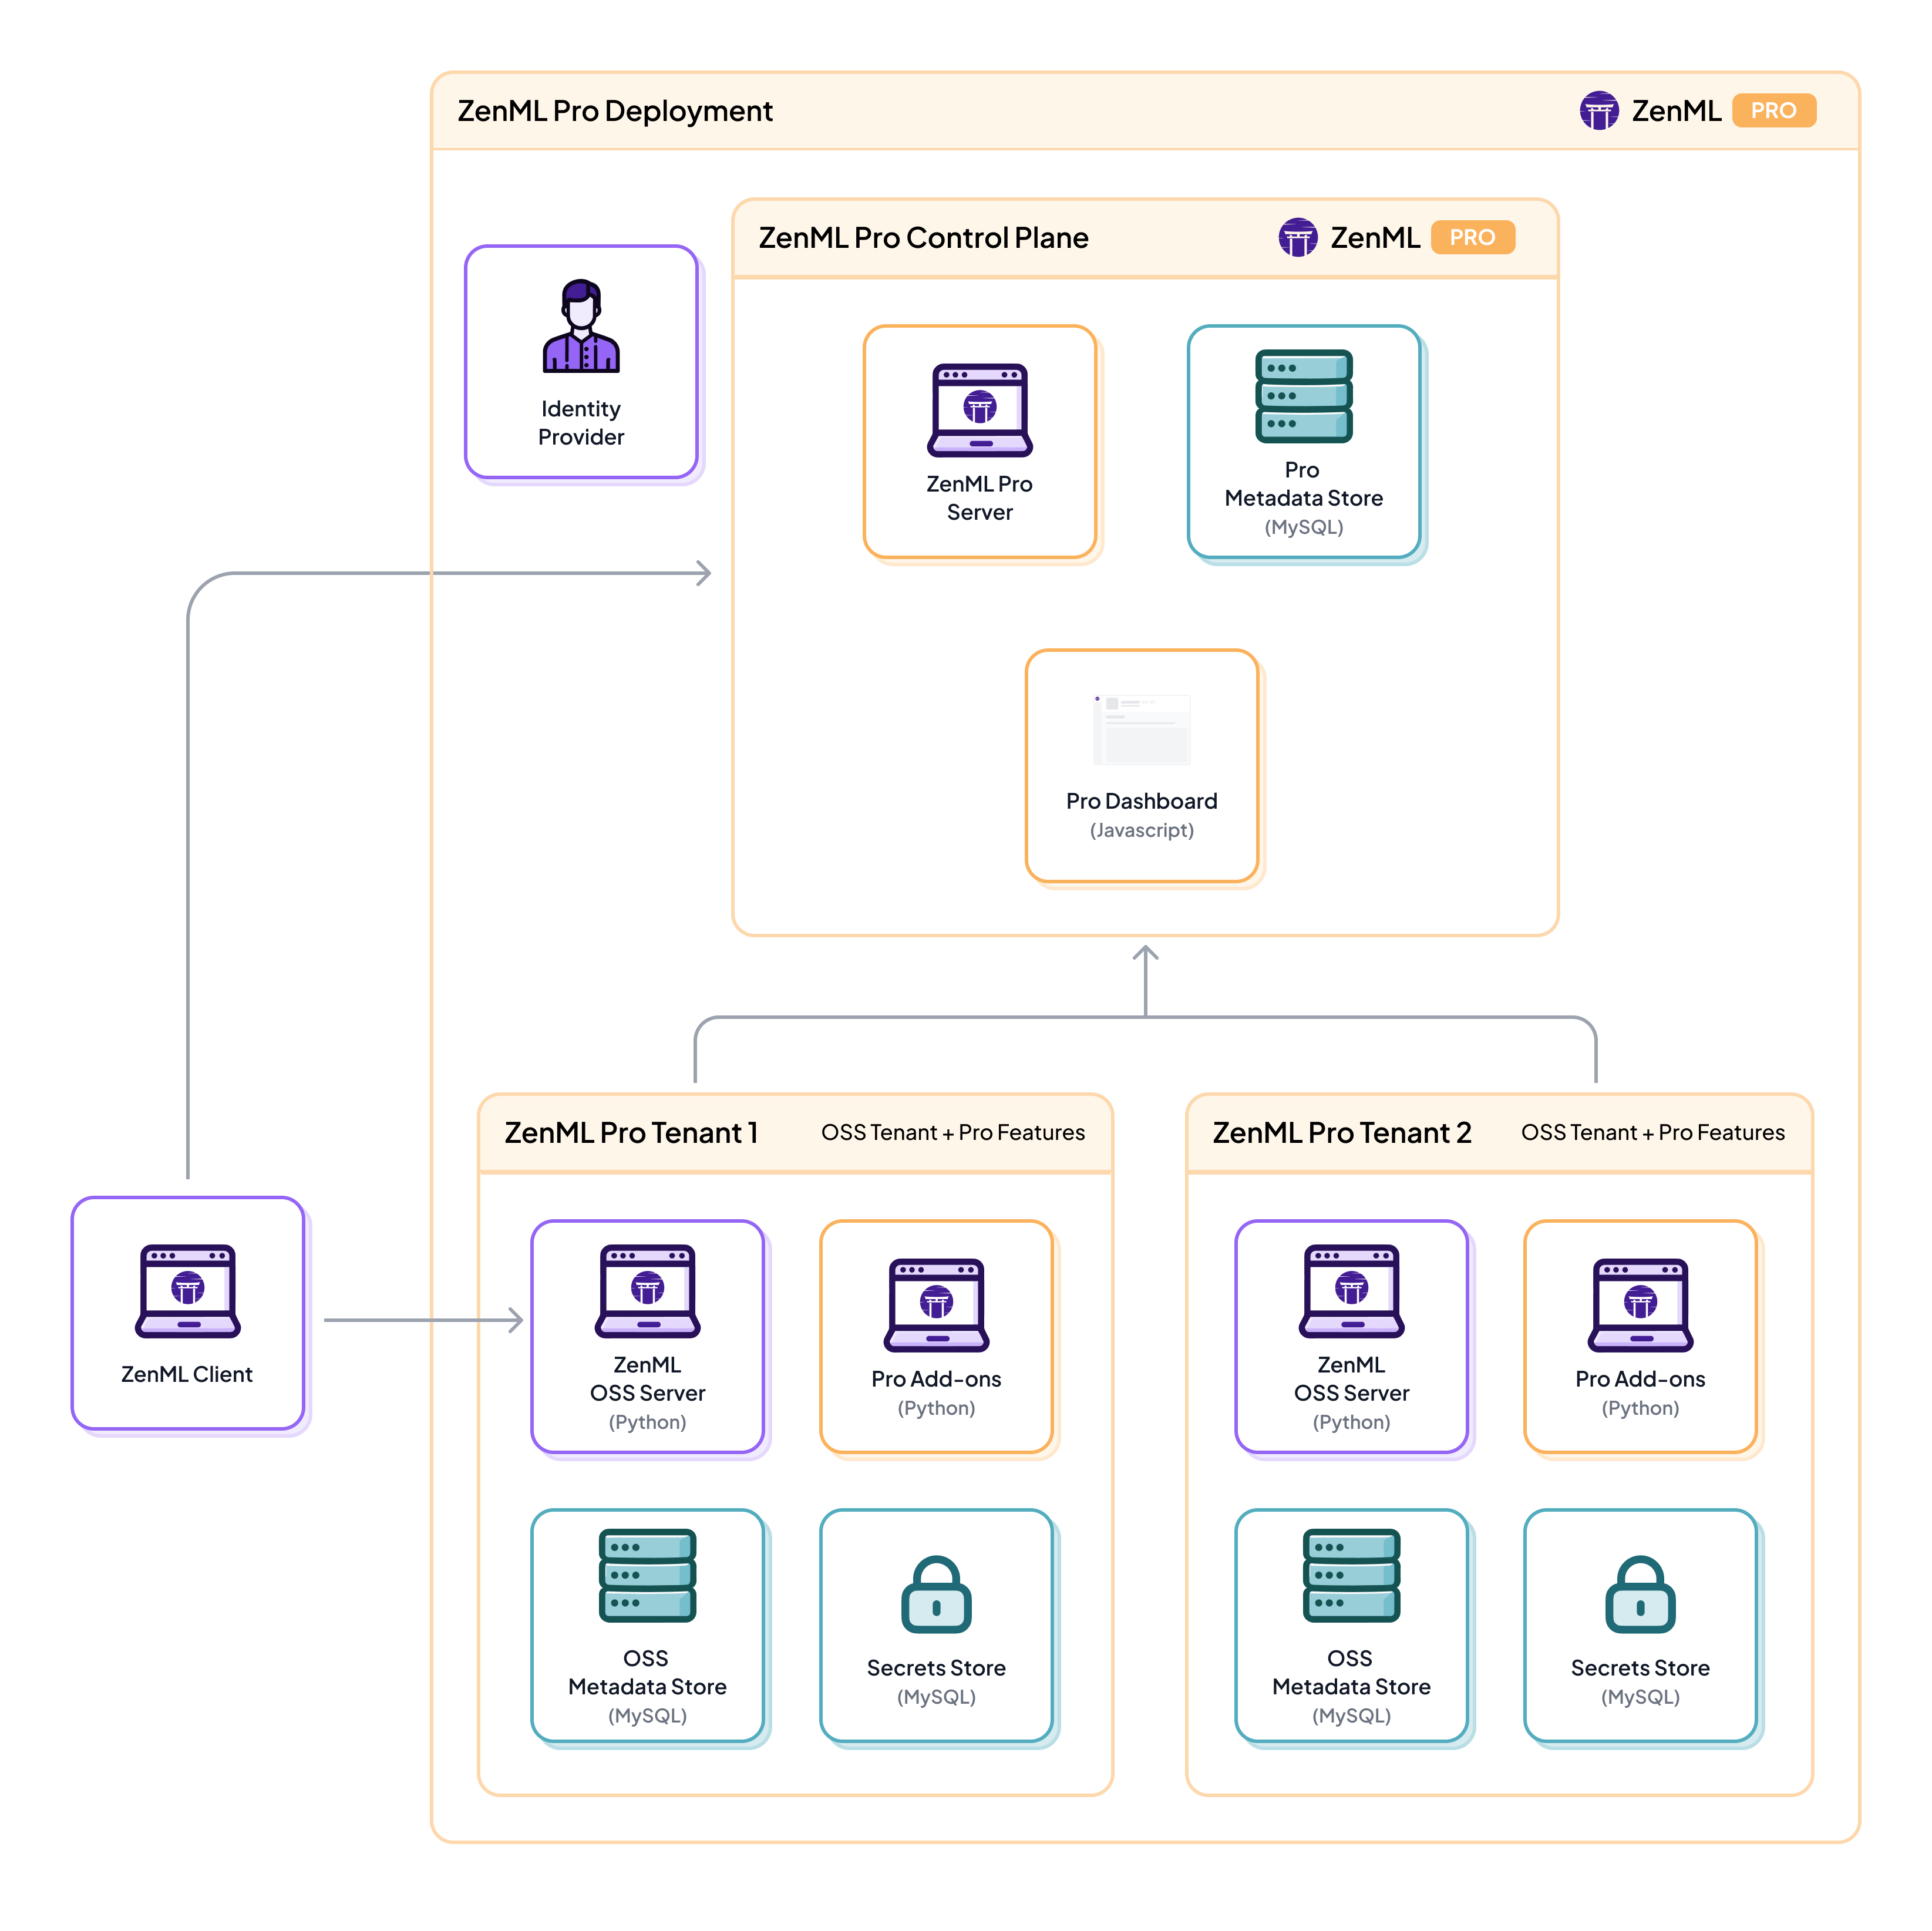 ZenML Pro Deployment
ZenML PRO
ZenML Pro Control Plane
ZenML PRO
Identity
Provider
ZenML Pro
Server
Pro
Metadata Store
(MySQL)
Pro Dashboard
(Javascript)
ZenML Client
ZenML Pro Tenant 1
OSS Tenant + Pro Features
ZenML
OSS Server
(Python)
Pro Add-ons
(Python)
OSS
Metadata Store
(MySQL)
Secrets Store
(MySQL)
ZenML Pro Tenant 2
OSS Tenant + Pro Features
ZenML
OSS Server
(Python)
Pro Add-ons
(Python)
OSS
Metadata Store
(MySQL)
Secrets Store
(MySQL)